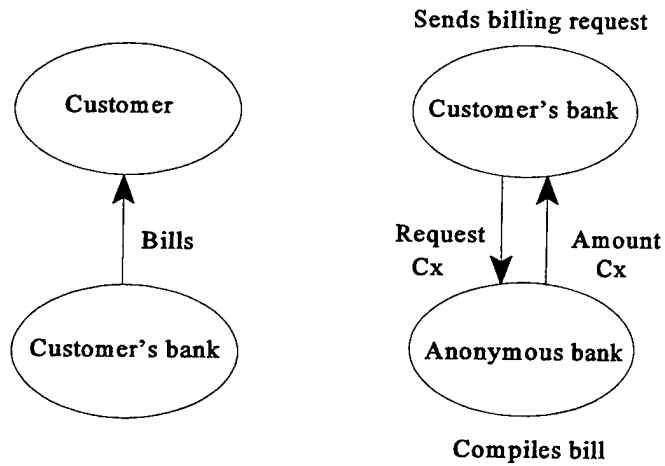 Sends billing request
Customer
Customer's bank
Bills
Request
Cx
Amount
Cx
Customer's bank
Anonymous bank
Compiles bill